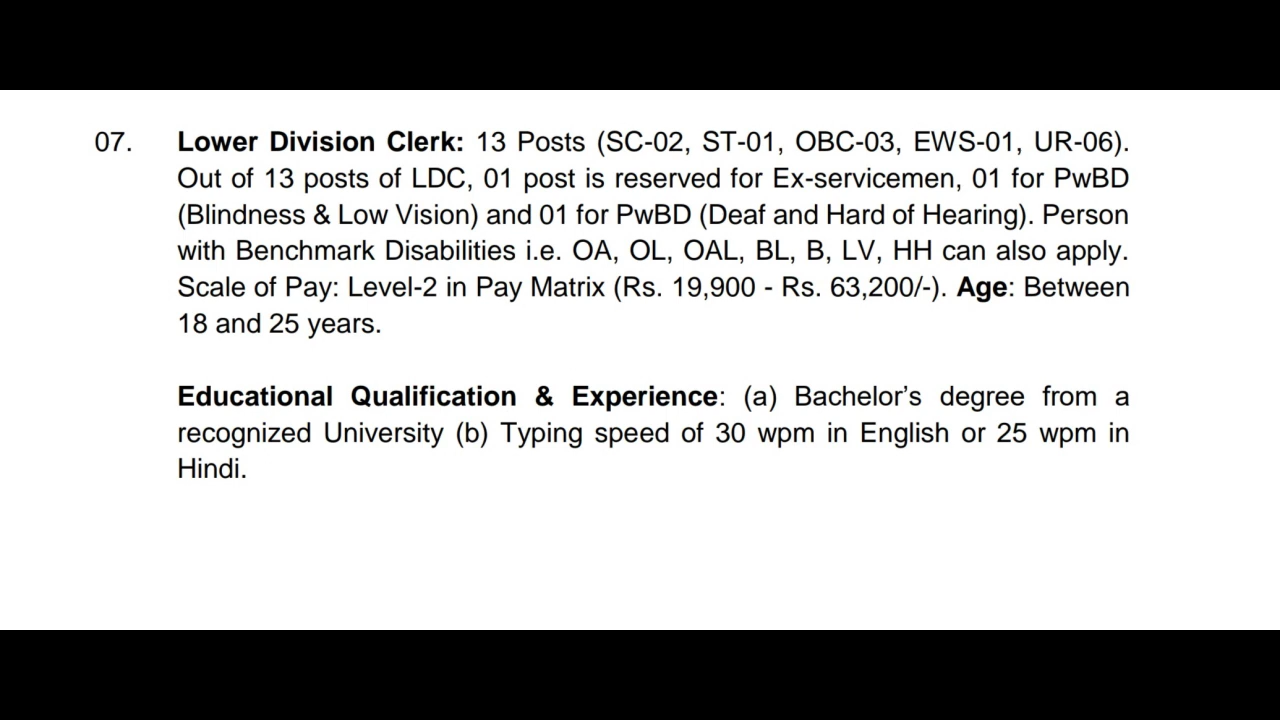 07. Lower Division Clerk: 13 Posts (SC-02, ST-01, OBC-03, EWS-01, UR-06).
Out of 13 posts of LDC, 01 post is reserved for Ex-servicemen, 01 for PwBD
(Blindness & Low Vision) and 01 for PwBD (Deaf and Hard of Hearing). Person
with Benchmark Disabilities i.e. OA, OL, OAL, BL, B, LV, HH can also apply.
Scale of Pay: Level-2 in Pay Matrix (Rs. 19,900 - Rs. 63,200/-). Age: Between
18 and 25 years.
Educational Qualification & Experience: (a) Bachelor’s degree from a
recognized University (b) Typing speed of 30 wpm in English or 25 wpm in
Hindi.